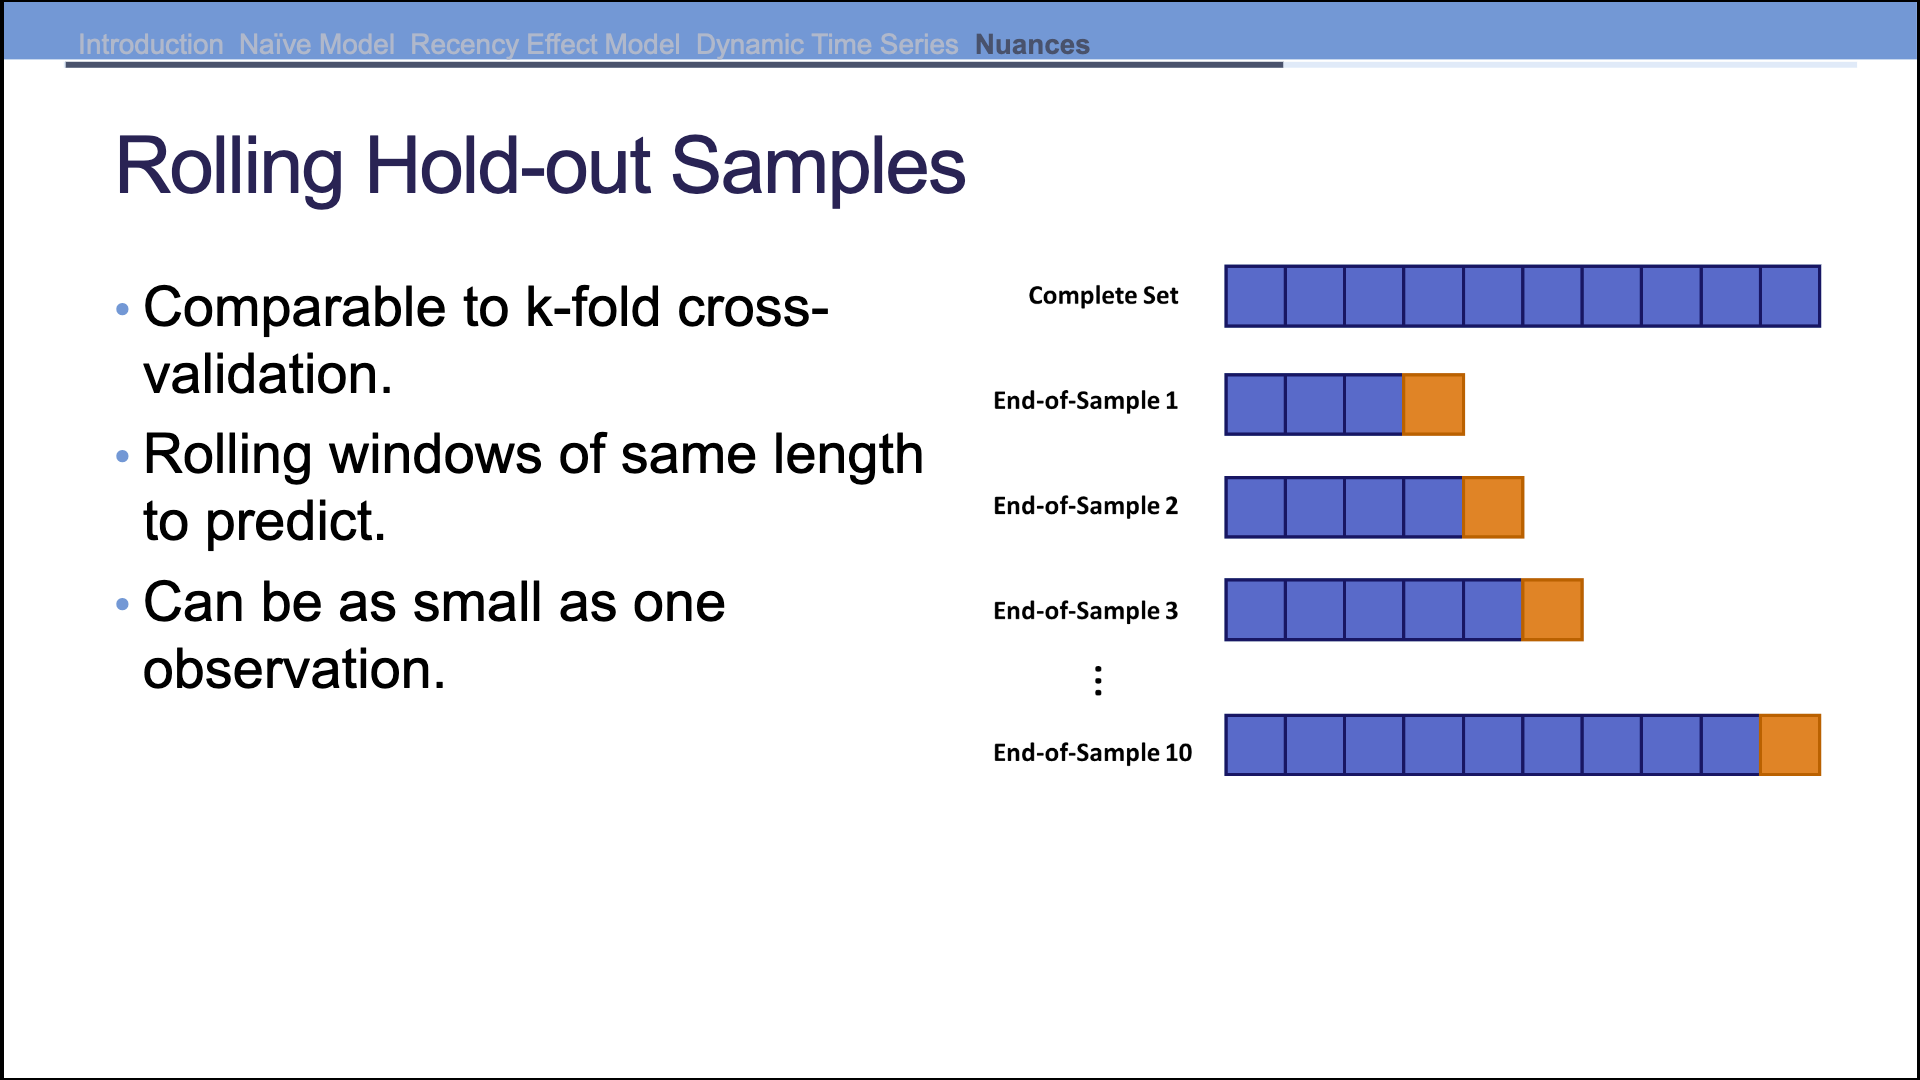 Introduction Naïve Model Recency Effect Model Dynamic Time Series Nuances
Rolling Hold-out Samples
• Comparable to k-fold cross-
validation.
• Rolling windows of same length
to predict.
• Can be as small as one
observation.
Complete Set
End-of-Sample 1
End-of-Sample 2
End-of-Sample 3
⋮
End-of-Sample 10